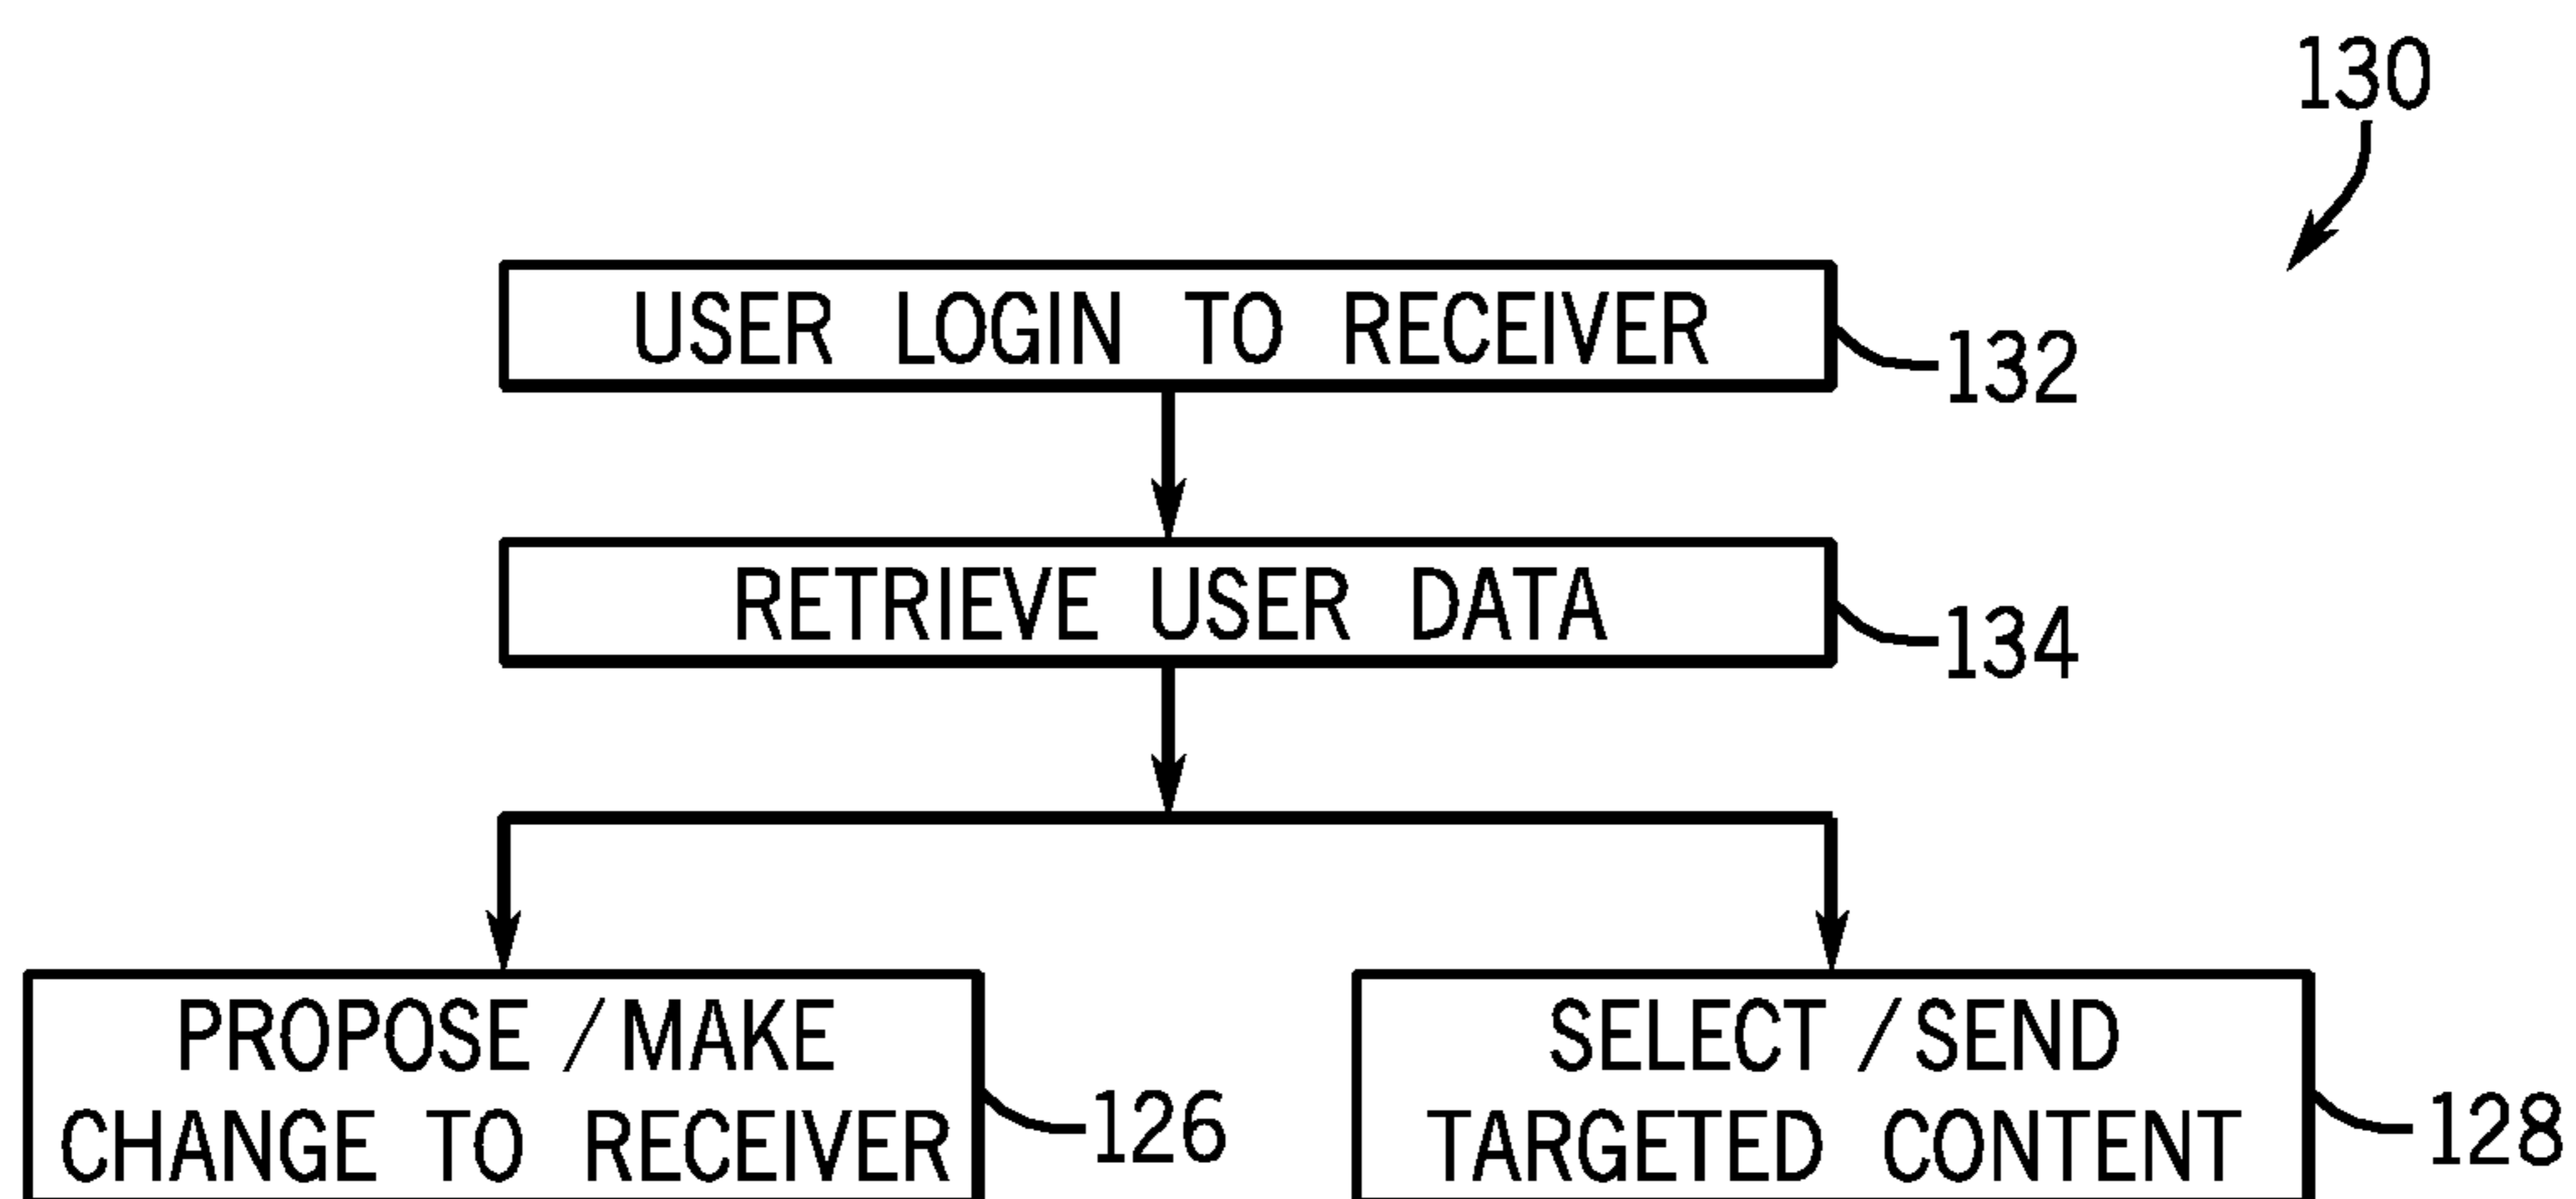 130
USER LOGIN TO RECEIVER
132
RETRIEVE USER DATA
134
PROPOSE / MAKE
CHANGE TO RECEIVER
126
SELECT / SEND
TARGETED CONTENT
128